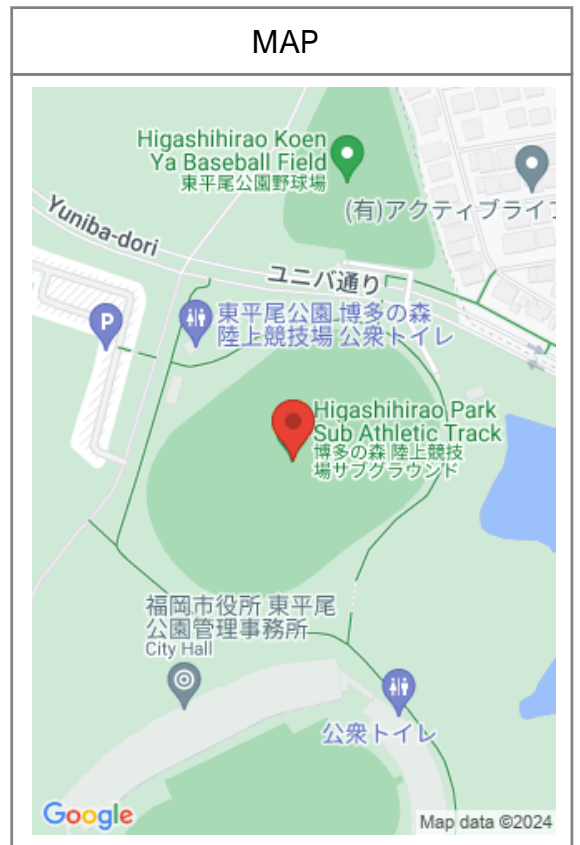 MAP
Higashihirao Koen
Ya Baseball Field
東平尾公園野球場
(有)アクティブライフ
Yuniba-dori
ユニバ通り
P
東平尾公園 博多の森
陸上競技場 公衆トイレ
Higashihirao Park
Sub Athletic Track
博多の森 陸上競技
場サブグラウンド
福岡市役所 東平尾
公園管理事務所
City Hall
公衆トイレ
Google
Map data ©2024